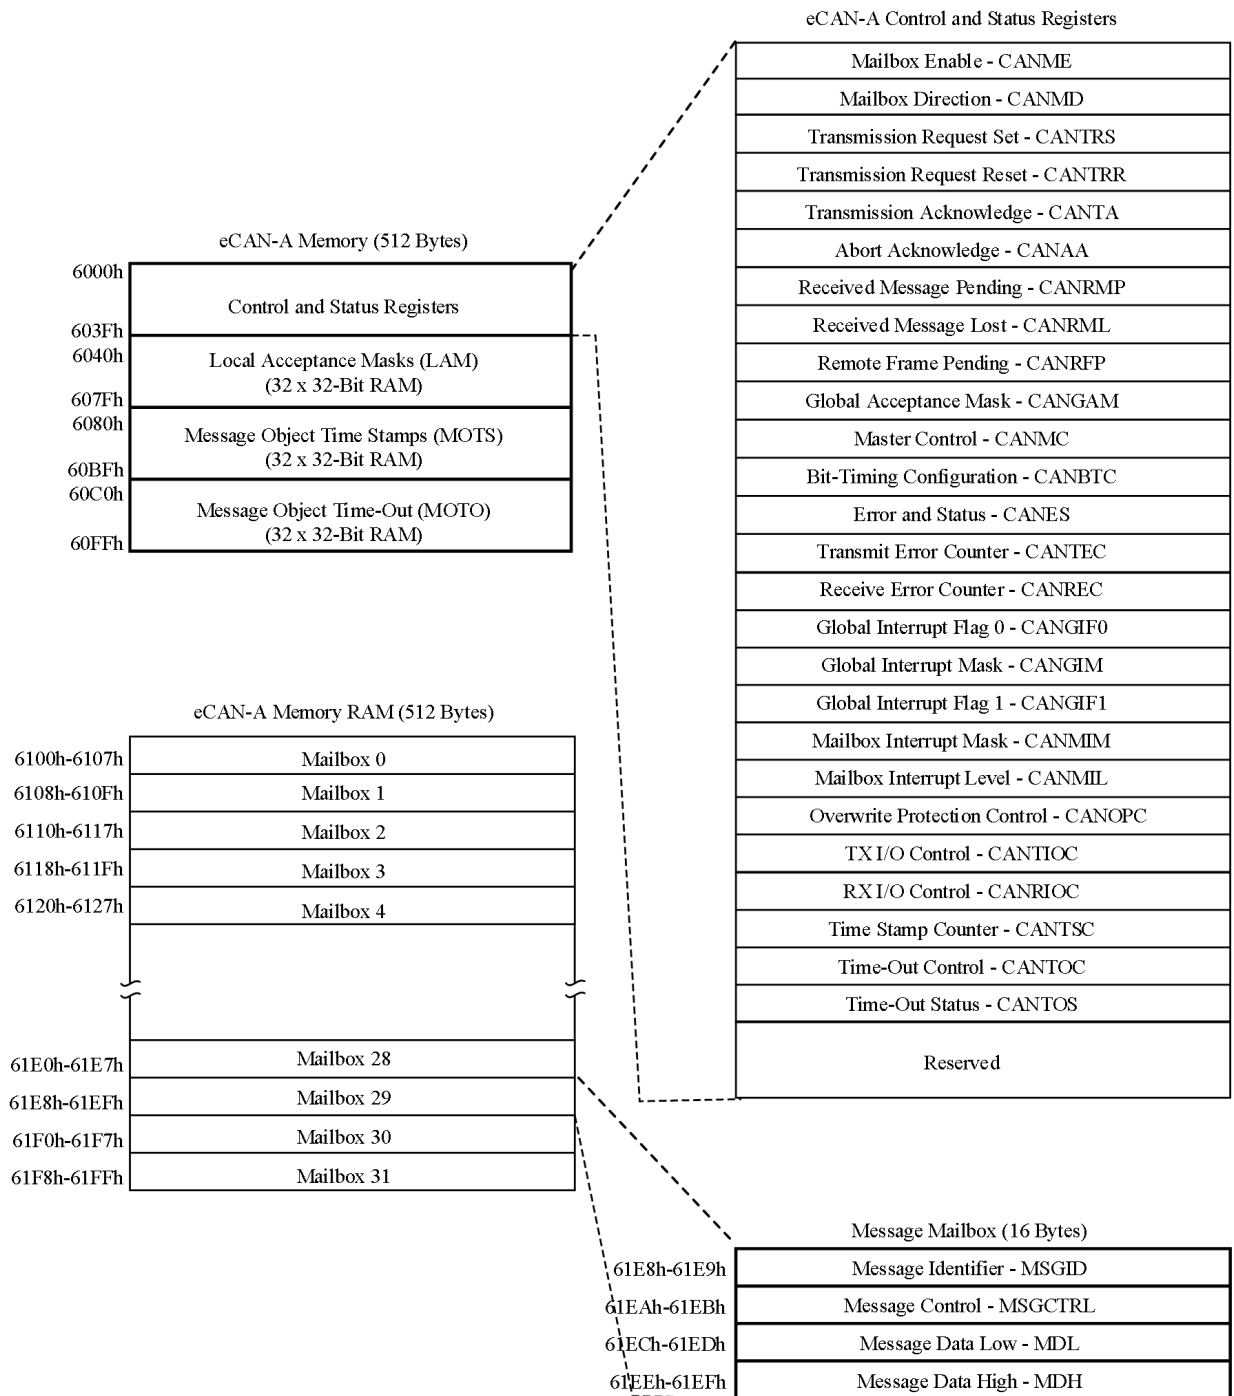 eCAN-A Control and Status Registers
Mailbox Enable - CANME
Mailbox Direction - CANMD
Transmission Request Set - CANTRS
Transmission Request Reset - CANTRR
Transmission Acknowledge - CANTA
Abort Acknowledge - CANAA
Received Message Pending - CANRMP
Received Message Lost - CANRML
Remote Frame Pending - CANRFP
Global Acceptance Mask - CANGAM
Master Control - CANMC
Bit-Timing Configuration - CANBTC
Error and Status - CANES
Transmit Error Counter - CANTEC
Receive Error Counter - CANREC
Global Interrupt Flag 0 - CANGIF0
Global Interrupt Mask - CANGIM
Global Interrupt Flag 1 - CANGIF1
Mailbox Interrupt Mask - CANMIM
Mailbox Interrupt Level - CANMIL
Overwrite Protection Control - CANOPC
TX I/O Control - CANTIOC
RX I/O Control - CANRIOC
Time Stamp Counter - CANTSC
Time-Out Control - CANTOC
Time-Out Status - CANTOS
Reserved
eCAN-A Memory (512 Bytes)
6000h
Control and Status Registers
603Fh
6040h
Local Acceptance Masks (LAM)
(32 x 32-Bit RAM)
607Fh
6080h
Message Object Time Stamps (MOTS)
(32 x 32-Bit RAM)
60BFh
60C0h
Message Object Time-Out (MOTO)
(32 x 32-Bit RAM)
60FFh
eCAN-A Memory RAM (512 Bytes)
6100h-6107h Mailbox 0
6108h-610Fh Mailbox 1
6110h-6117h Mailbox 2
6118h-611Fh Mailbox 3
6120h-6127h Mailbox 4
61E0h-61E7h Mailbox 28
61E8h-61EFh Mailbox 29
61F0h-61F7h Mailbox 30
61F8h-61FFh Mailbox 31
Message Mailbox (16 Bytes)
61E8h-61E9h Message Identifier - MSGID
61EAh-61EBh Message Control - MSGCTRL
61ECh-61EDh Message Data Low - MDL
61EEh-61EFh Message Data High - MDH